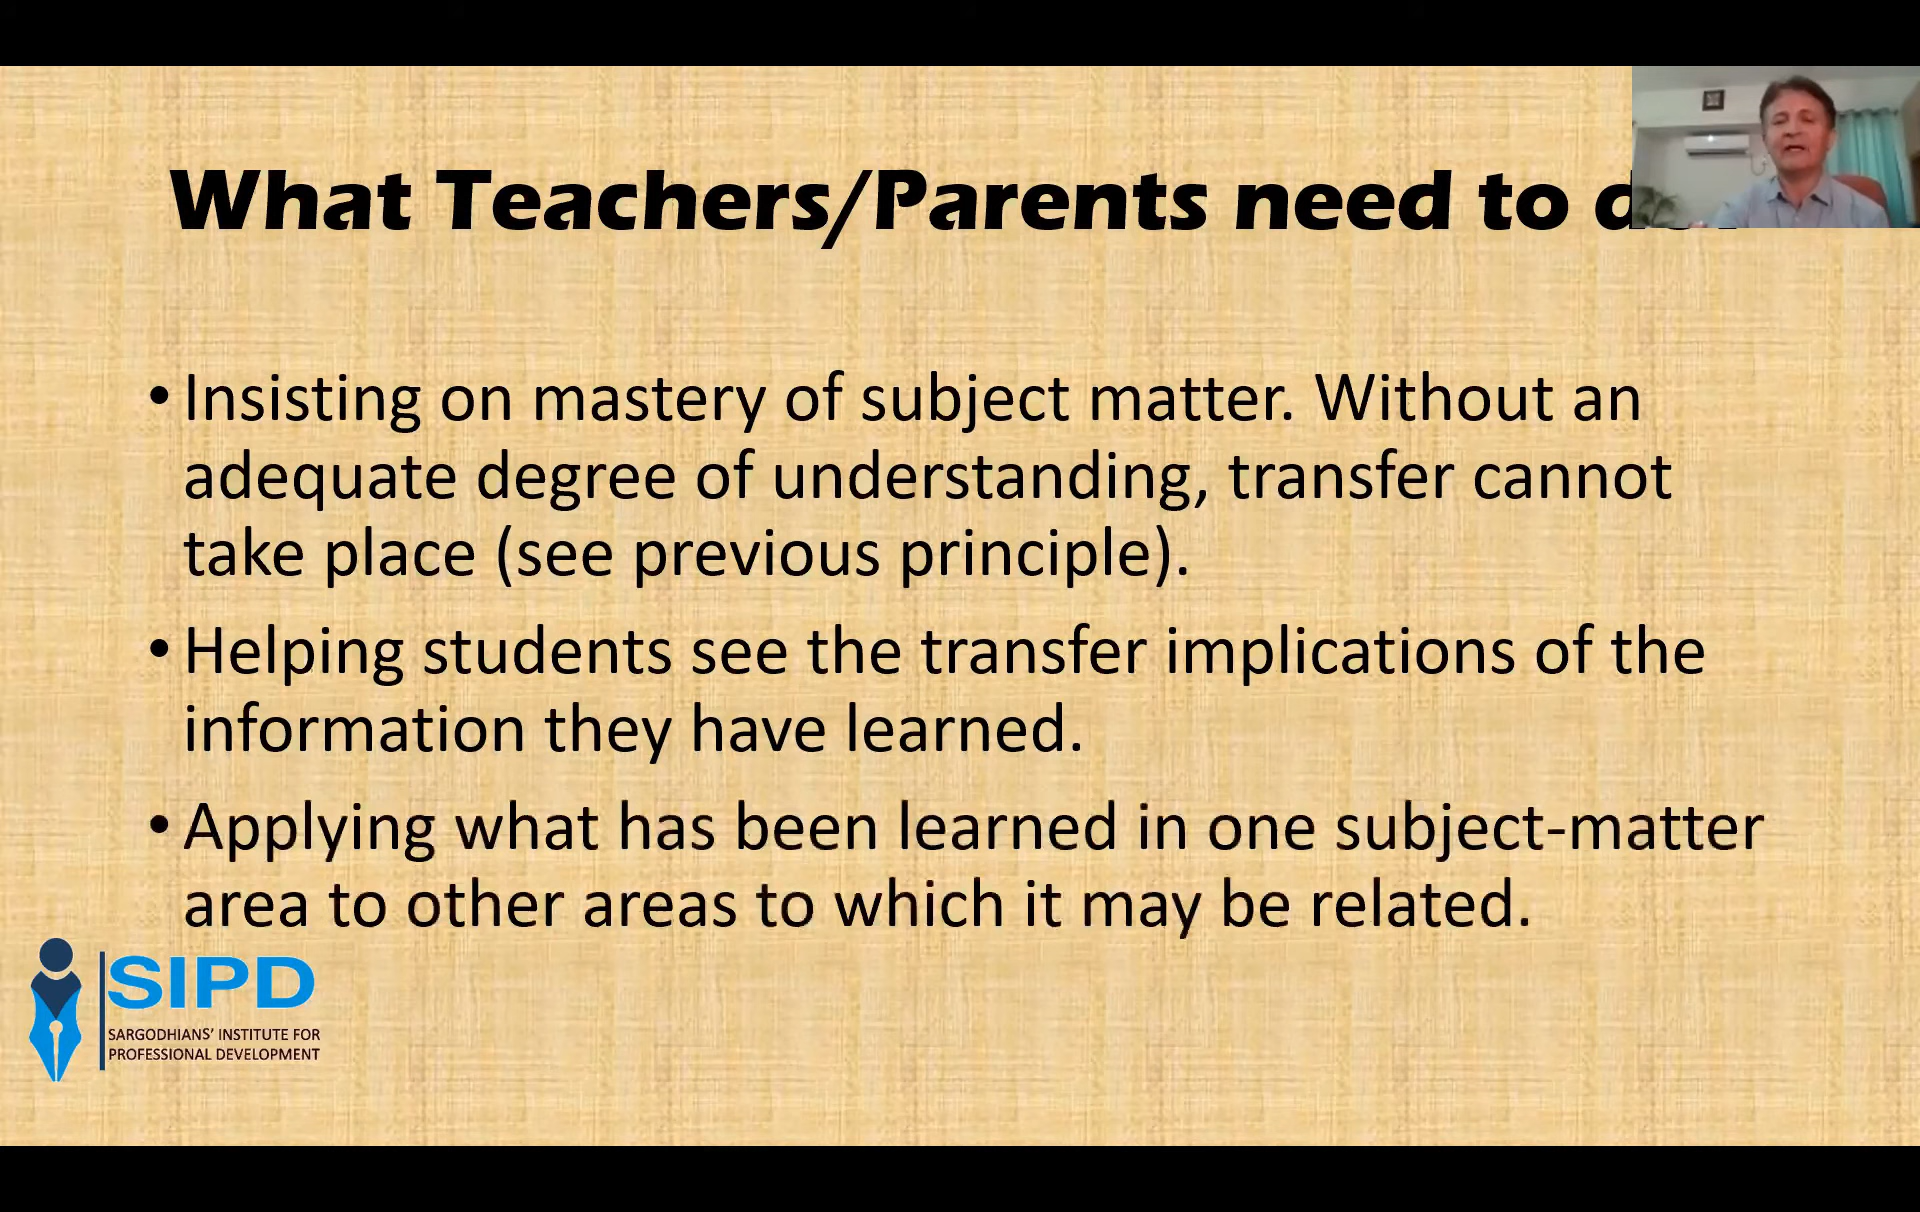 What Teachers/Parents need to
• Insisting on mastery of subject matter. Without an
adequate degree of understanding, transfer cannot
take place (see previous principle).
• Helping students see the transfer implications of the
information they have learned.
• Applying what has been learned in one subject-matter
area to other areas to which it may be related.
SIPD
SARGODHIANS’ INSTITUTE FOR
PROFESSIONAL DEVELOPMENT